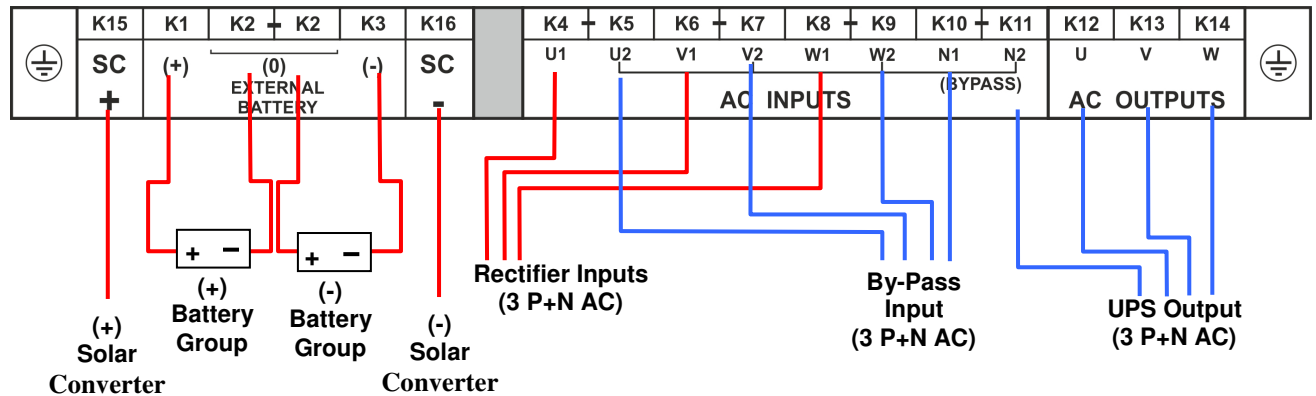 K15 K1 K2 - K2 K3 K16 K4 - K5 K6 - K7 K8 - K9 K10 - K11 K12 K13 K14
U1 U2 V1 V2 W1 W2 N1 N2 U V W
SC (+) (0) (-) SC
EXTERNAL
BATTERY
+ -
(BYPASS)
AC INPUTS
AC OUTPUTS
+ −
+ −
Rectifier Inputs
(3 P+N AC)
By-Pass
Input
(3 P+N AC)
UPS Output
(3 P+N AC)
(+)
Battery
Group
(-)
Battery
Group
(+)
Solar
Converter
(-)
Solar
Converter